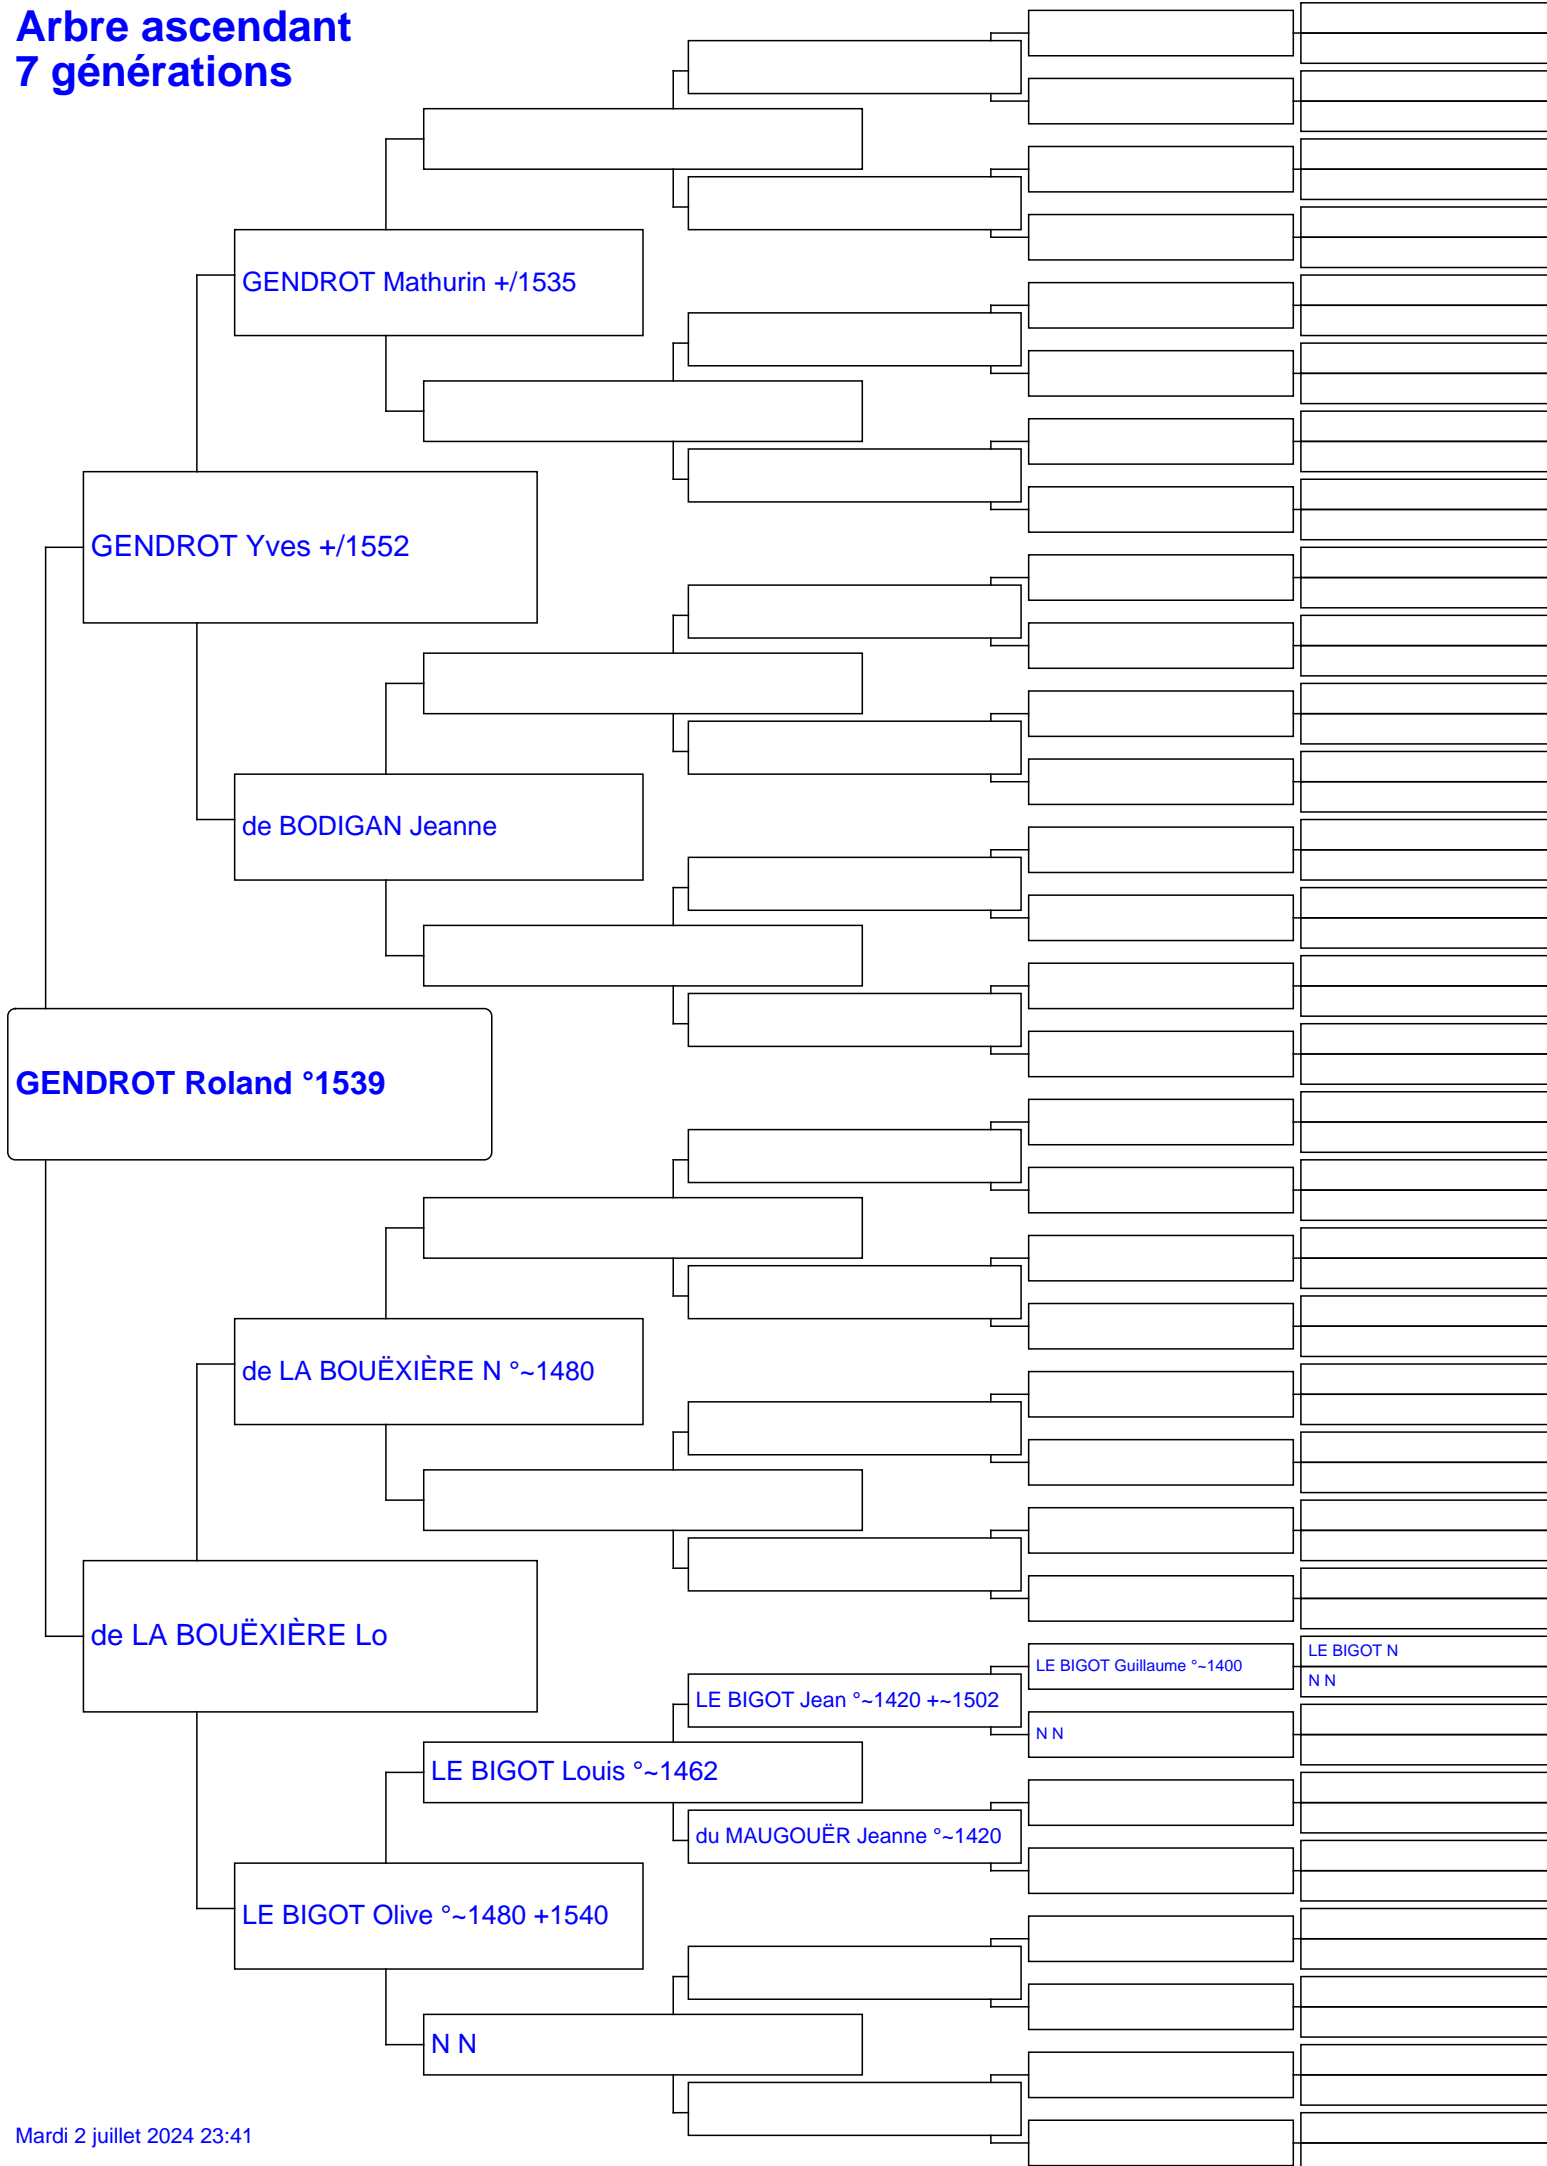 Arbre ascendant
7 générations
GENDROT Mathurin +/1535
GENDROT Yves +/1552
de BODIGAN Jeanne
GENDROT Roland °1539
de LA BOUËXIÈRE N °~1480
de LA BOUËXIÈRE Lo
LE BIGOT Guillaume °~1400
LE BIGOT N
N N
LE BIGOT Jean °~1420 +~1502
N N
LE BIGOT Louis °~1462
du MAUGOUËR Jeanne °~1420
LE BIGOT Olive °~1480 +1540
N N
Mardi 2 juillet 2024 23:41